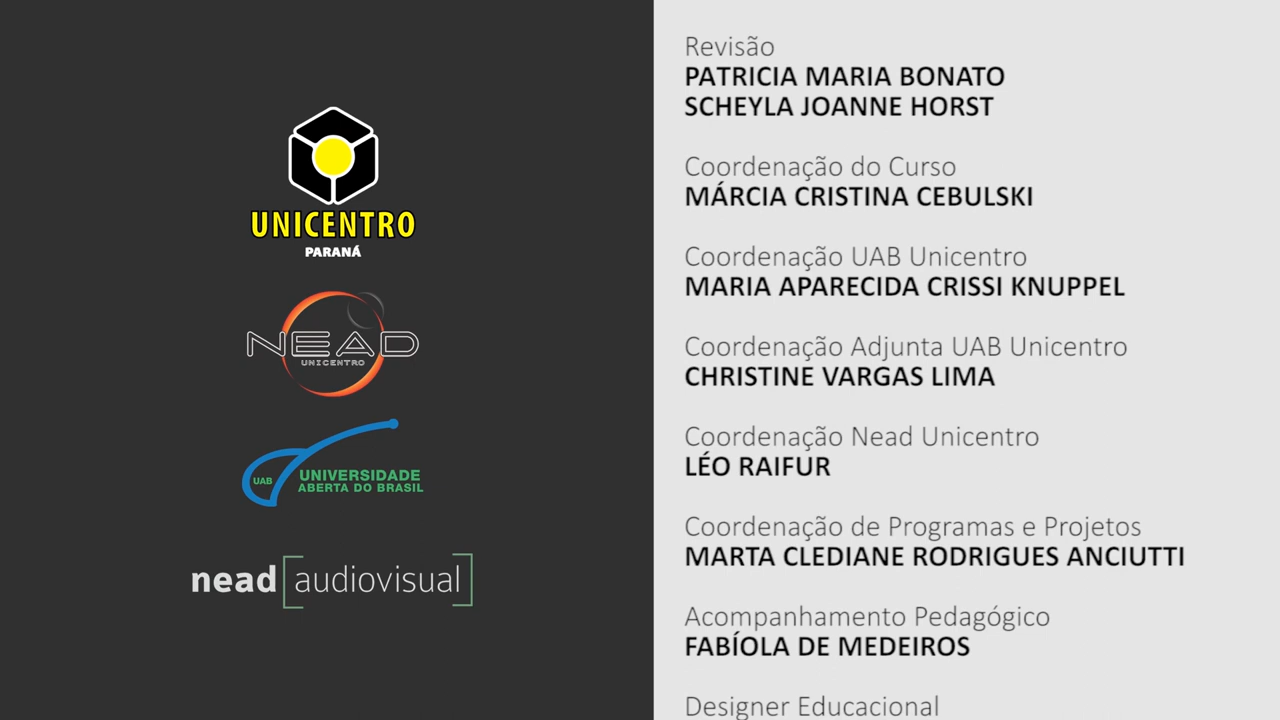 UNICENTRO
PARANÁ
NEAD
UNICENTRO
UAB
UNIVERSIDADE
ABERTA DO BRASIL
nead[audiovisual]
Revisão
PATRICIA MARIA BONATO
SCHEYLA JOANNE HORST
Coordenação do Curso
MÁRCIA CRISTINA CEBULSKI
Coordenação UAB Unicentro
MARIA APARECIDA CRISSI KNUPPEL
Coordenação Adjunta UAB Unicentro
CHRISTINE VARGAS LIMA
Coordenação Nead Unicentro
LÉO RAIFUR
Coordenação de Programas e Projetos
MARTA CLEDIANE RODRIGUES ANCIUTTI
Acompanhamento Pedagógico
FABÍOLA DE MEDEIROS
Designer Educacional